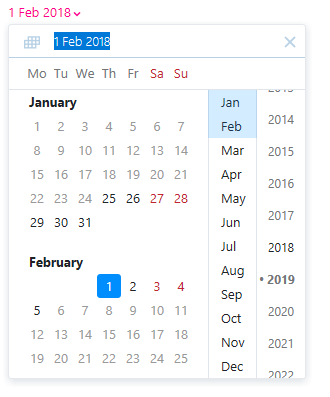 1 Feb 2018
1 Feb 2018
Mo Tu We Th Fr Sa Su
January
1 2 3 4 5 6 7
8 9 10 11 12 13 14
15 16 17 18 19 20 21
22 23 24 25 26 27 28
29 30 31
February
1 2 3 4
5 6 7 8 9 10 11
12 13 14 15 16 17 18
19 20 21 22 23 24 25
Jan
Feb
Mar
Apr
May
Jun
Jul
Aug
Sep
Oct
Nov
Dec
2013
2014
2015
2016
2017
2018
• 2019
2020
2021
2022